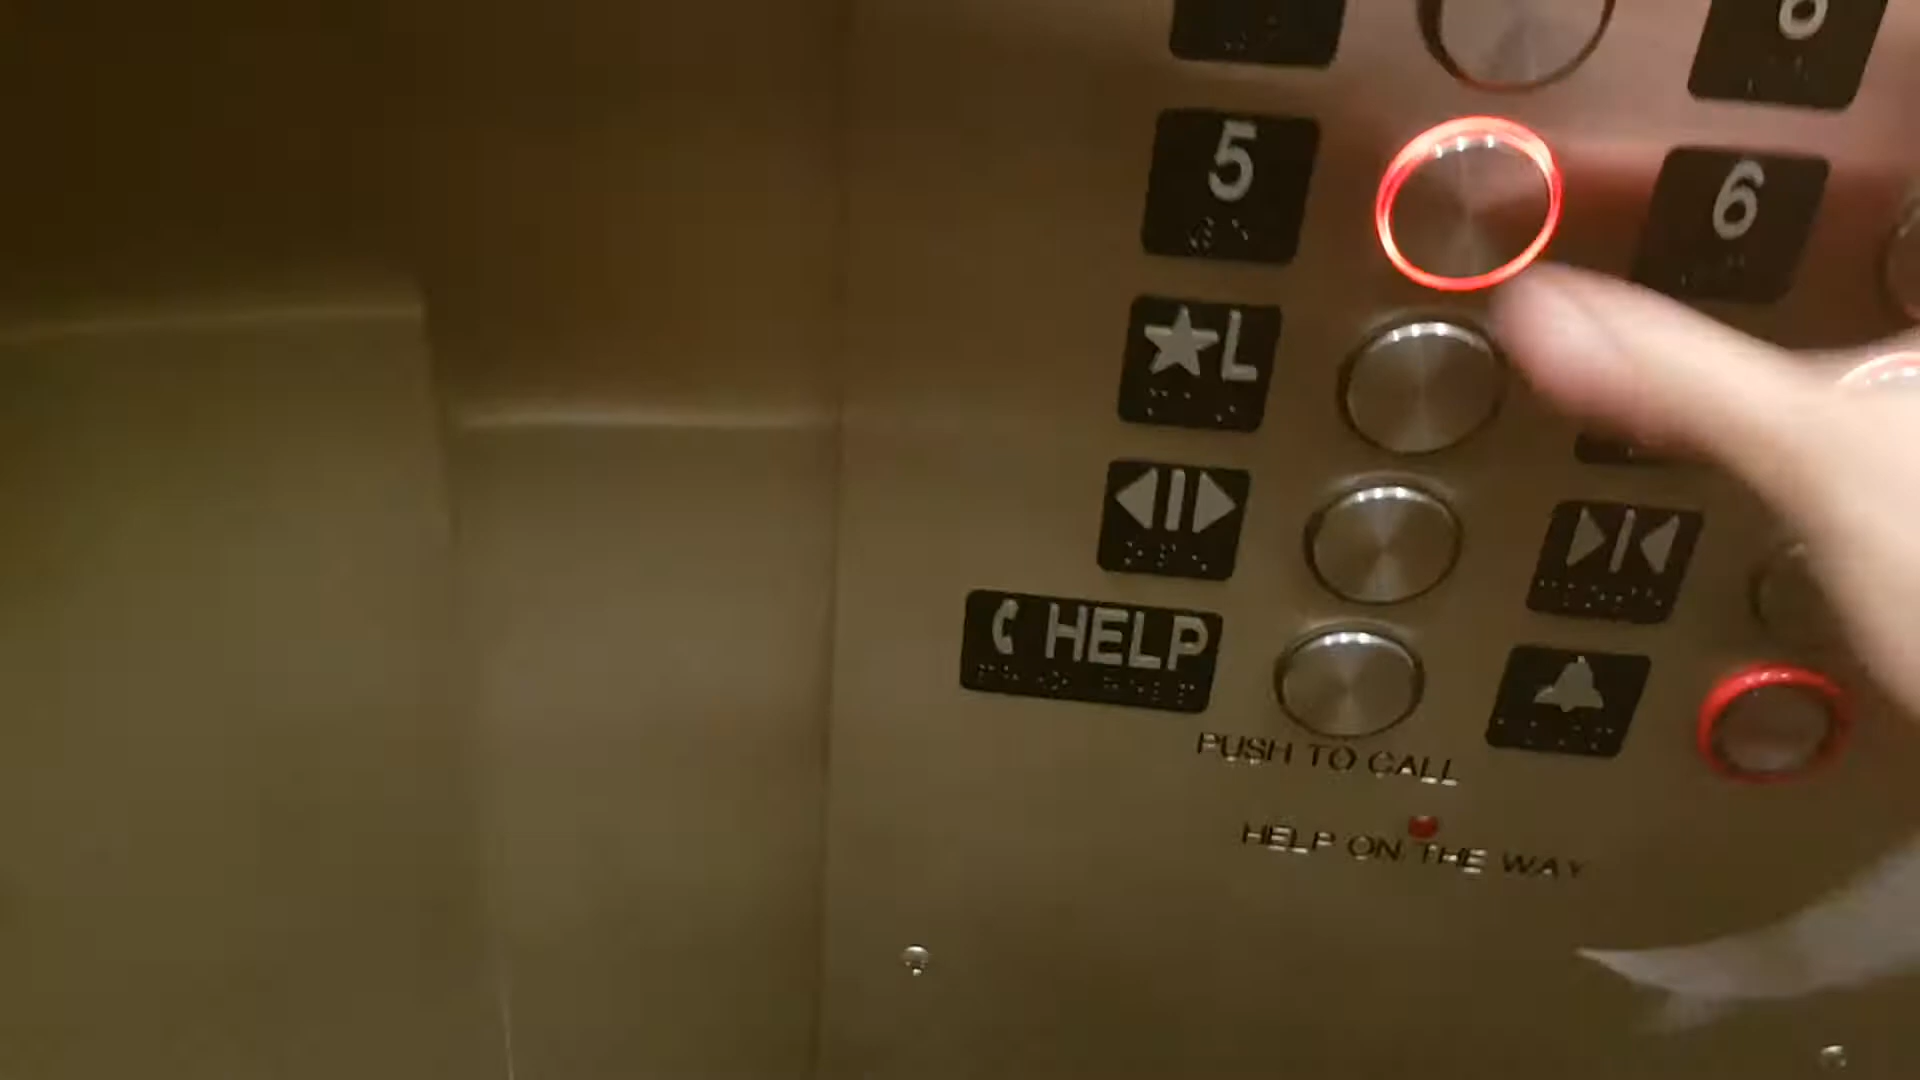 5
6
★L
HELP
PUSH TO CALL
HELP ON THE WAY